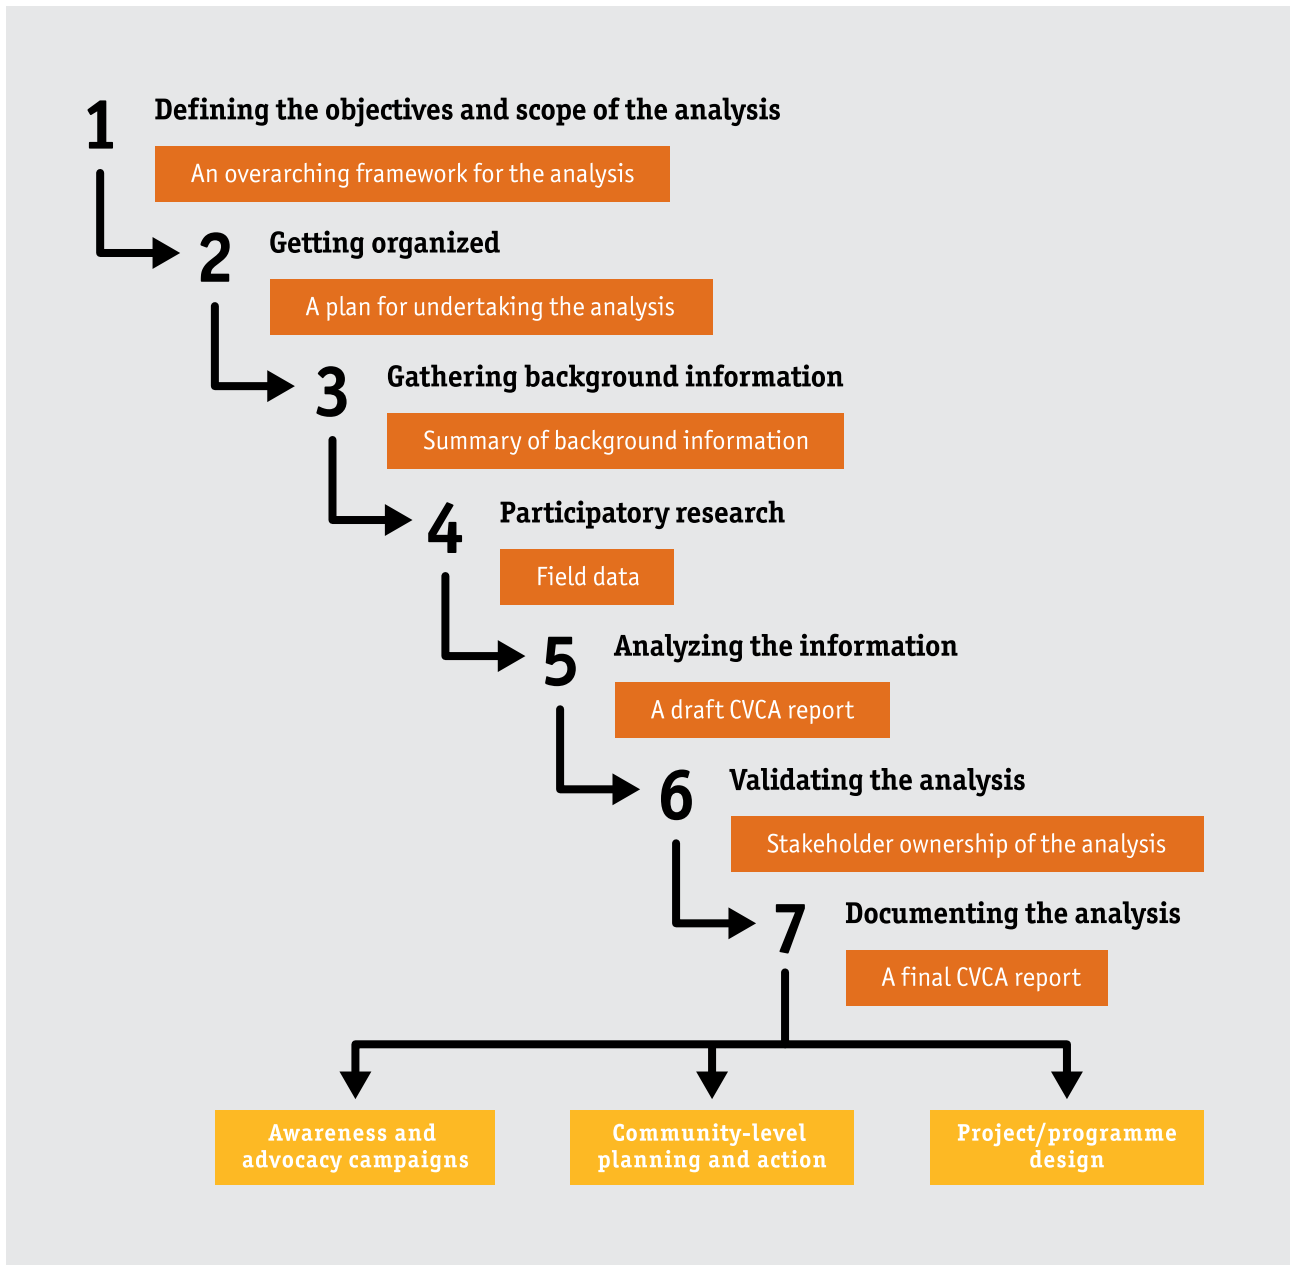 1
Defining the objectives and scope of the analysis
An overarching framework for the analysis
2
Getting organized
A plan for undertaking the analysis
3
Gathering background information
Summary of background information
4
Participatory research
Field data
5
Analyzing the information
A draft CVCA report
6
Validating the analysis
Stakeholder ownership of the analysis
7
Documenting the analysis
A final CVCA report
Awareness and
advocacy campaigns
Community-level
planning and action
Project/programme
design